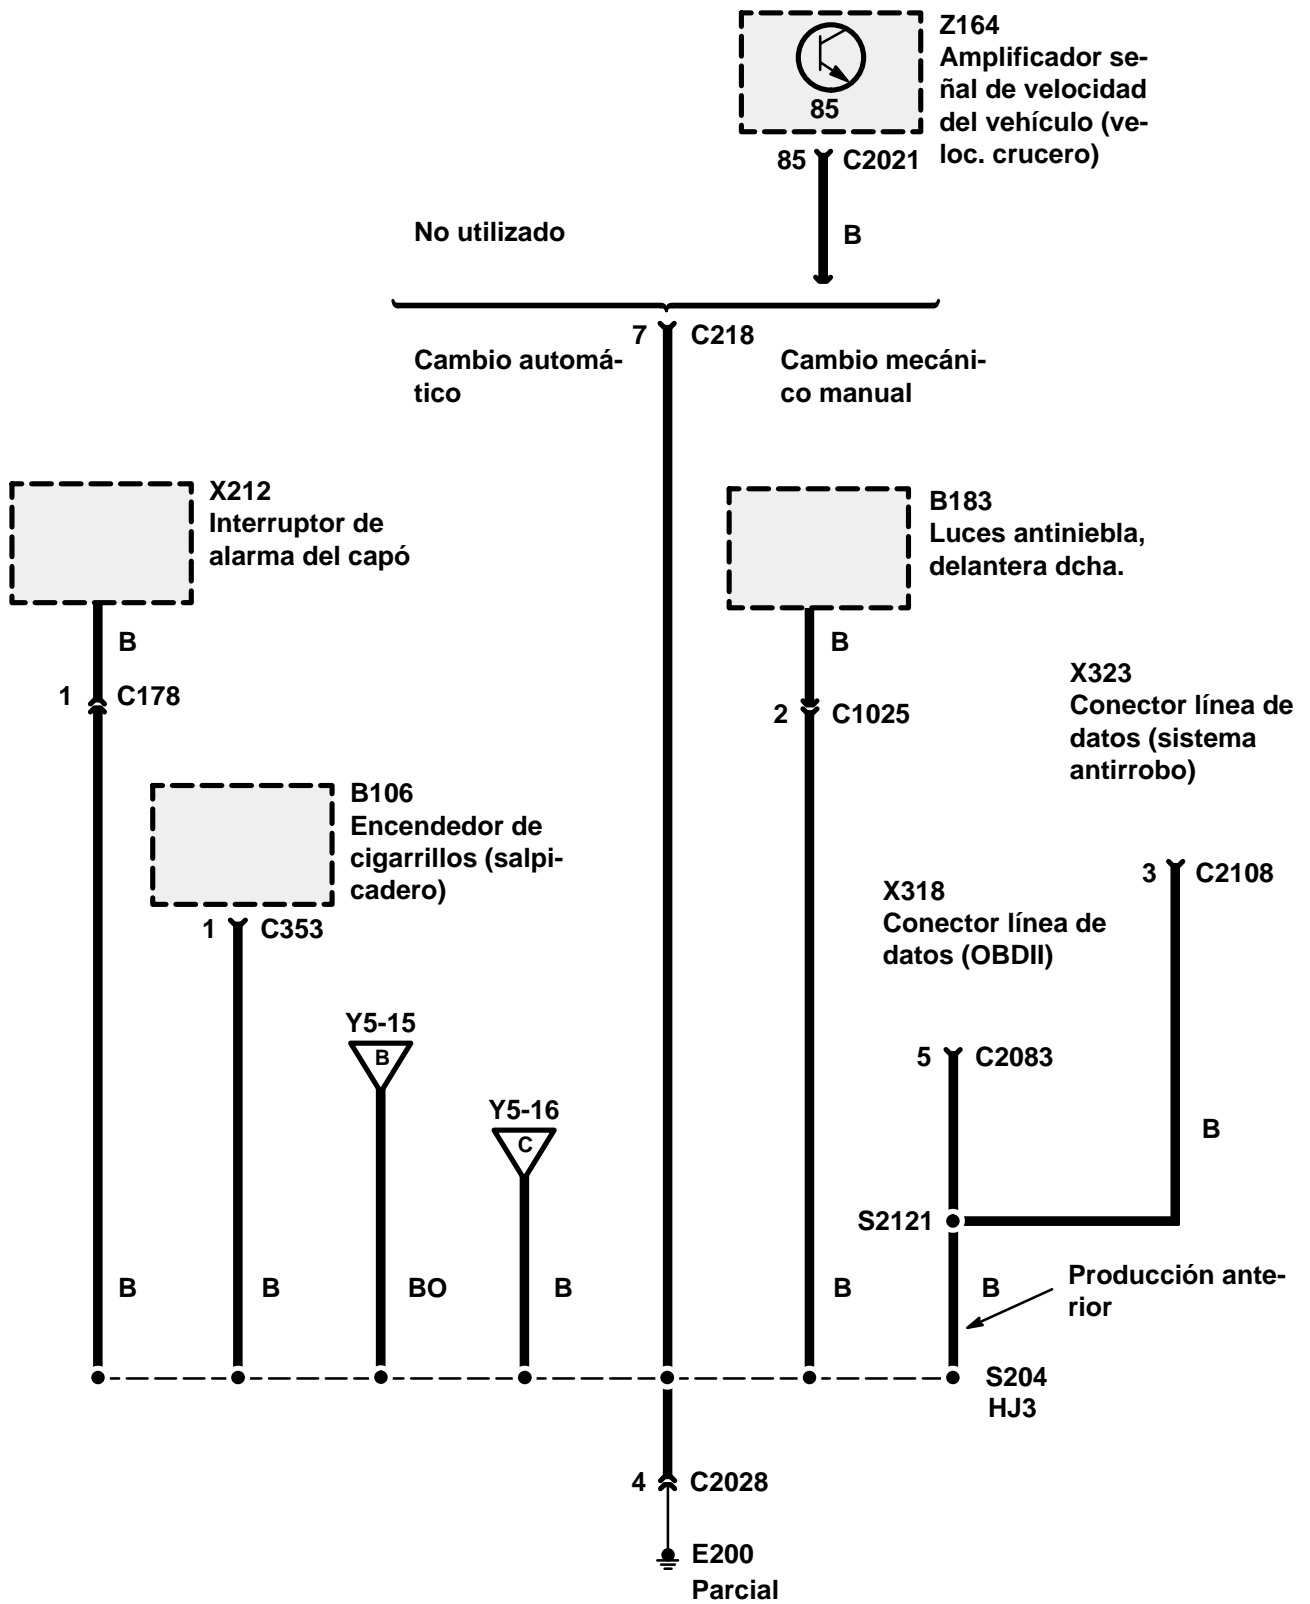 Z164
Amplificador se-
ñal de velocidad
del vehículo (ve-
loc. crucero)
85
85 C2021
B
No utilizado
7 C218
Cambio automá-
tico
Cambio mecáni-
co manual
X212
Interruptor de
alarma del capó
B
1 C178
B183
Luces antiniebla,
delantera dcha.
B
2 C1025
X323
Conector línea de
datos (sistema
antirrobo)
3 C2108
B106
Encendedor de
cigarrillos (salpi-
cadero)
1 C353
X318
Conector línea de
datos (OBDII)
5 C2083
Y5-15
B
Y5-16
C
B
S2121
Producción ante-
rior
B B BO B B B
S204
HJ3
4 C2028
E200
Parcial